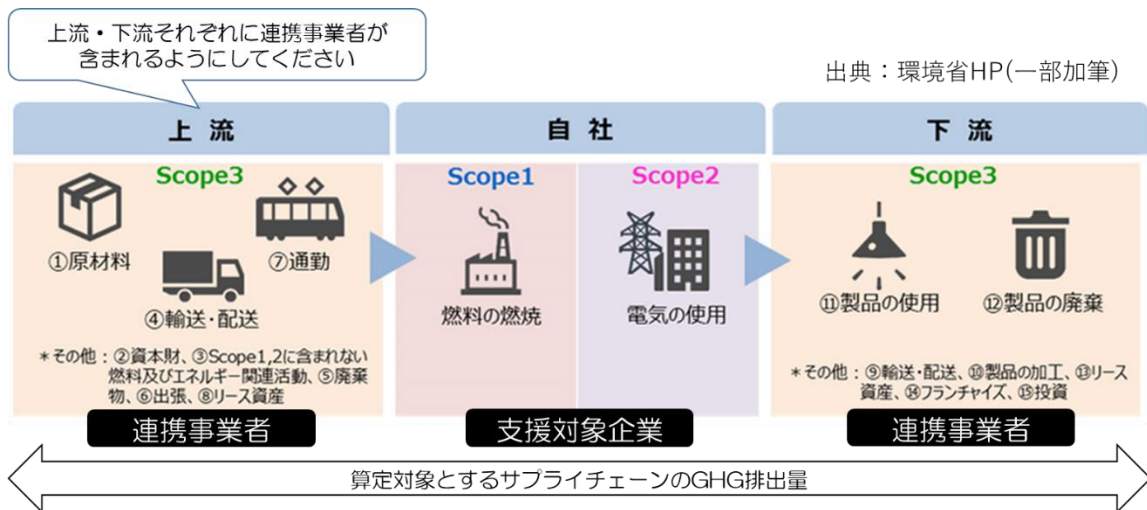 上流・下流それぞれに連携事業者が
含まれるようにしてください
出典：環境省HP(一部加筆)
上流
自社
下流
Scope3
Scope1
Scope2
Scope3
①原材料
⑦通勤
④輸送・配送
燃料の燃焼
電気の使用
⑪製品の使用
⑫製品の廃棄
＊その他：②資本財、③Scope1,2に含まれない
燃料及びエネルギー関連活動、⑤廃棄
物、⑥出張、⑧リース資産
＊その他：⑨輸送・配送、⑩製品の加工、⑬リース
資産、⑭フランチャイズ、⑮投資
連携事業者
支援対象企業
連携事業者
算定対象とするサプライチェーンのGHG排出量